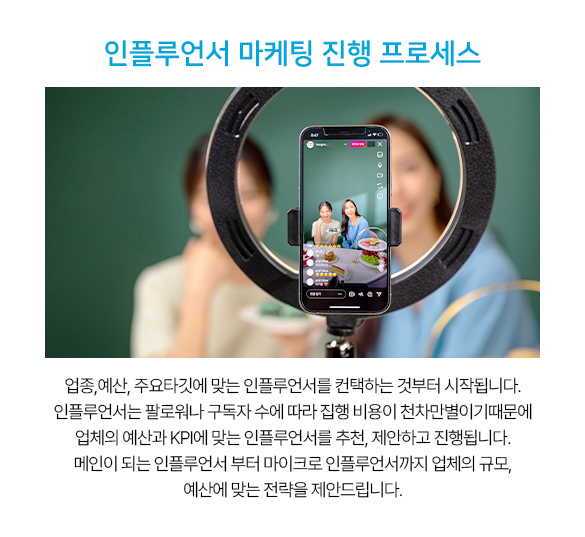 인플루언서 마케팅 진행 프로세스
업종,예산, 주요타깃에 맞는 인플루언서를 컨택하는 것부터 시작됩니다.
인플루언서는 팔로워나 구독자 수에 따라 집행 비용이 천차만별이기때문에
업체의 예산과 KPI에 맞는 인플루언서를 추천, 제안하고 진행됩니다.
메인이 되는 인플루언서 부터 마이크로 인플루언서까지 업체의 규모,
예산에 맞는 전략을 제안드립니다.